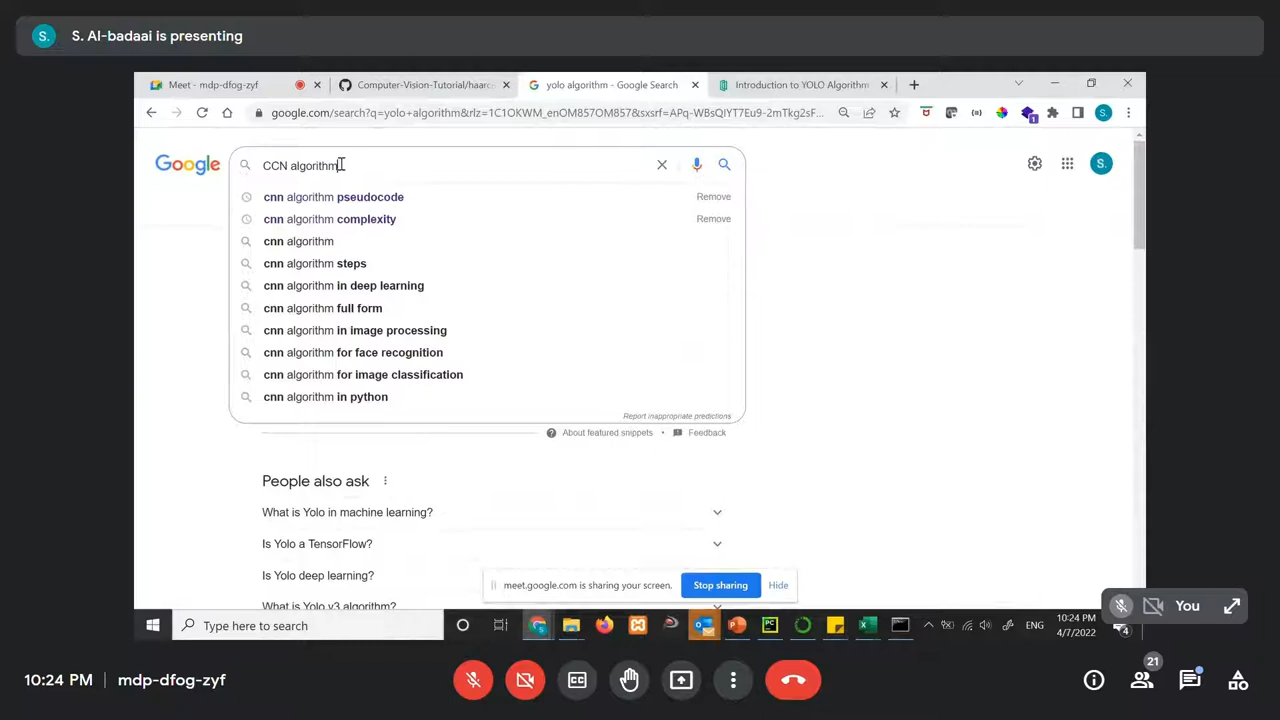 S.
S. Al-badaai is presenting
Meet - mdp-dfog-zyf
Computer-Vision-Tutorial/haarc
yolo algorithm - Google Search
Introduction to YOLO Algorithm
google.com/search?q=yolo+algorithm&rlz=1C1OKWM_enOM857OM857&sxsrf=APq-WBsQIYT7Eu9-2mTkg2sF...
1
S.
Google
CCN algorithm
S.
cnn algorithm pseudocode
Remove
cnn algorithm complexity
Remove
cnn algorithm
cnn algorithm steps
cnn algorithm in deep learning
cnn algorithm full form
cnn algorithm in image processing
cnn algorithm for face recognition
cnn algorithm for image classification
cnn algorithm in python
Report inappropriate predictions
About featured snippets • Feedback
People also ask
What is Yolo in machine learning?
Is Yolo a TensorFlow?
Is Yolo deep learning?
What is Yolo v3 algorithm?
meet.google.com is sharing your screen.
Stop sharing
Hide
You
Type here to search
ENG
10:24 PM
4/7/2022
4
10:24 PM
mdp-dfog-zyf
21